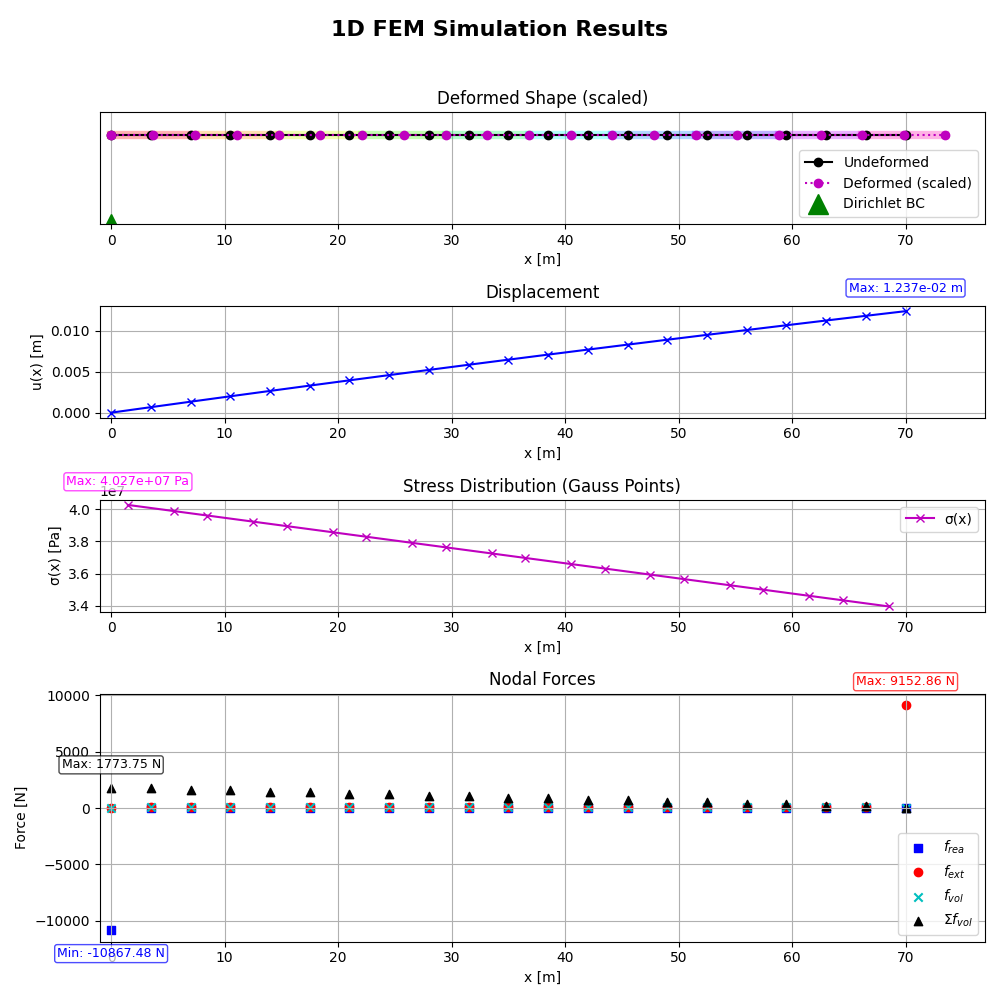 1D FEM Simulation Results
Deformed Shape (scaled)
Undeformed
Deformed (scaled)
Dirichlet BC
0 10 20 30 40 50 60 70
x [m]
Max: 1.237e-02 m
Displacement
u(x) [m]
0.010
0.005
0.000
0 10 20 30 40 50 60 70
x [m]
Max: 4.027e+07 Pa
1e7
Stress Distribution (Gauss Points)
σ(x) [Pa]
4.0
3.8
3.6
3.4
σ(x)
0 10 20 30 40 50 60 70
x [m]
Nodal Forces
Max: 9152.86 N
Max: 1773.75 N
Force [N]
10000
5000
0
−5000
−10000
f_rea
f_ext
f_vol
Σf_vol
Min: -10867.48 N
0 10 20 30 40 50 60 70
x [m]